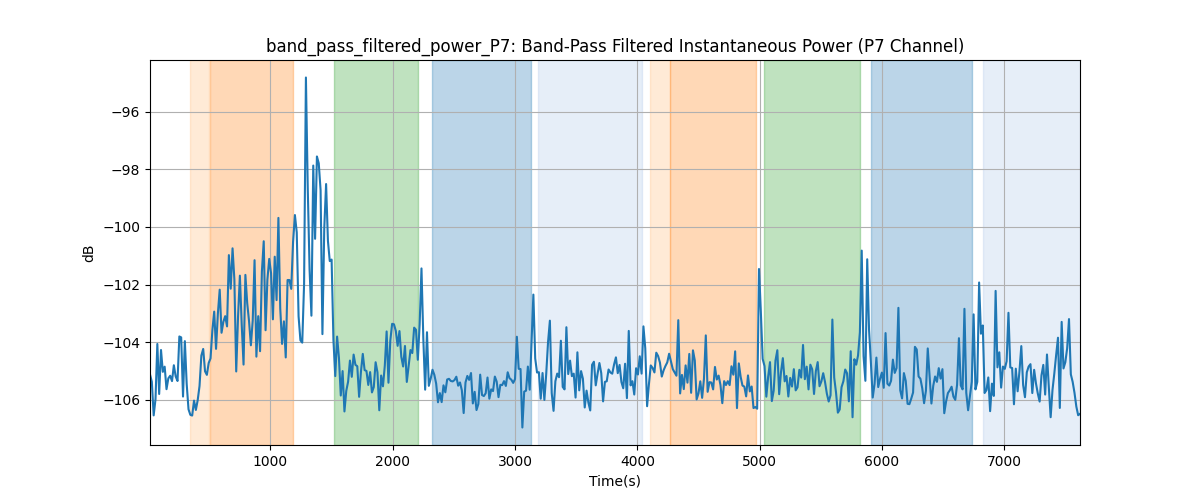 band_pass_filtered_power_P7: Band-Pass Filtered Instantaneous Power (P7 Channel)
dB
−96
−98
−100
−102
−104
−106
1000 2000 3000 4000 5000 6000 7000
Time(s)